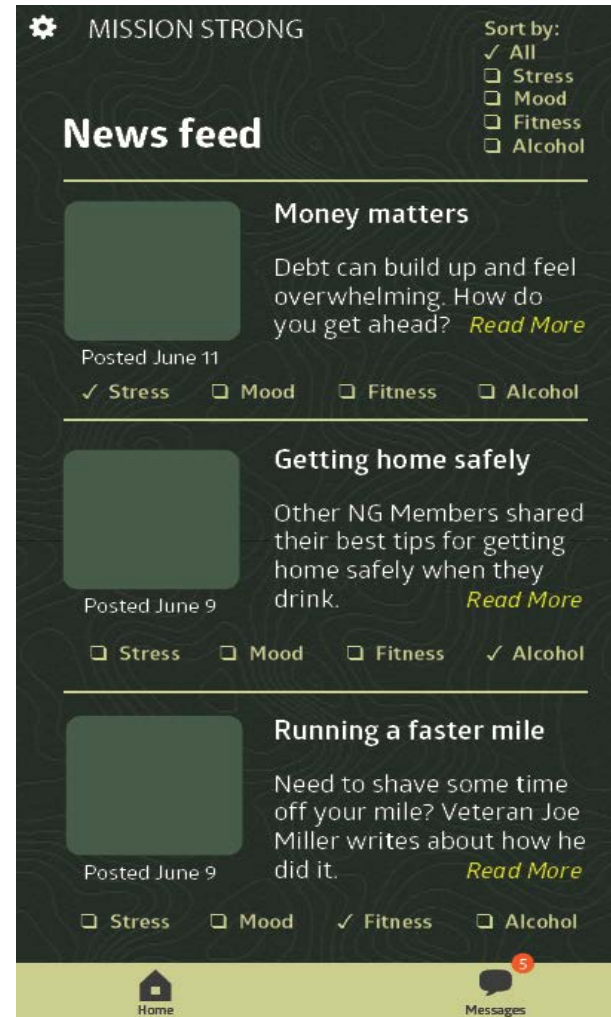 MISSION STRONG
Sort by:
✓ All
❏ Stress
❏ Mood
❏ Fitness
❏ Alcohol
News feed
Money matters
Debt can build up and feel
overwhelming. How do
you get ahead? Read More
Posted June 11
✓ Stress ❏ Mood ❏ Fitness ❏ Alcohol
Getting home safely
Other NG Members shared
their best tips for getting
home safely when they
drink. Read More
Posted June 9
❏ Stress ❏ Mood ❏ Fitness ✓ Alcohol
Running a faster mile
Need to shave some time
off your mile? Veteran Joe
Miller writes about how he
did it. Read More
Posted June 9
❏ Stress ❏ Mood ✓ Fitness ❏ Alcohol
Home
5
Messages